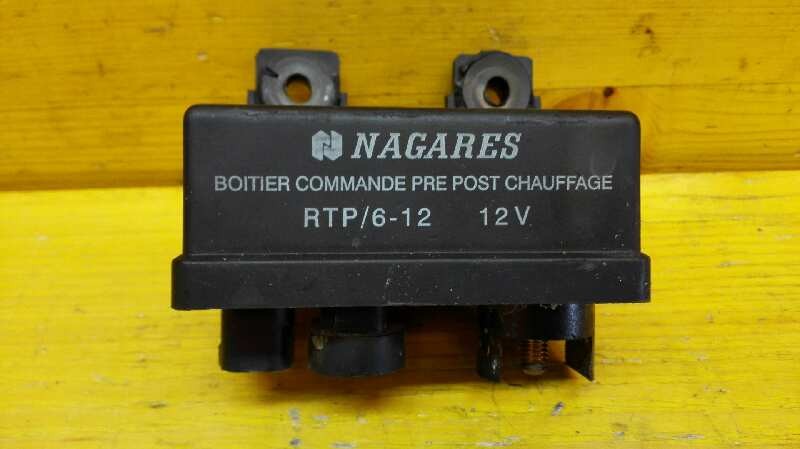 NAGARES
BOITIER COMMANDE PRE POST CHAUFFAGE
RTP/6-12 12V